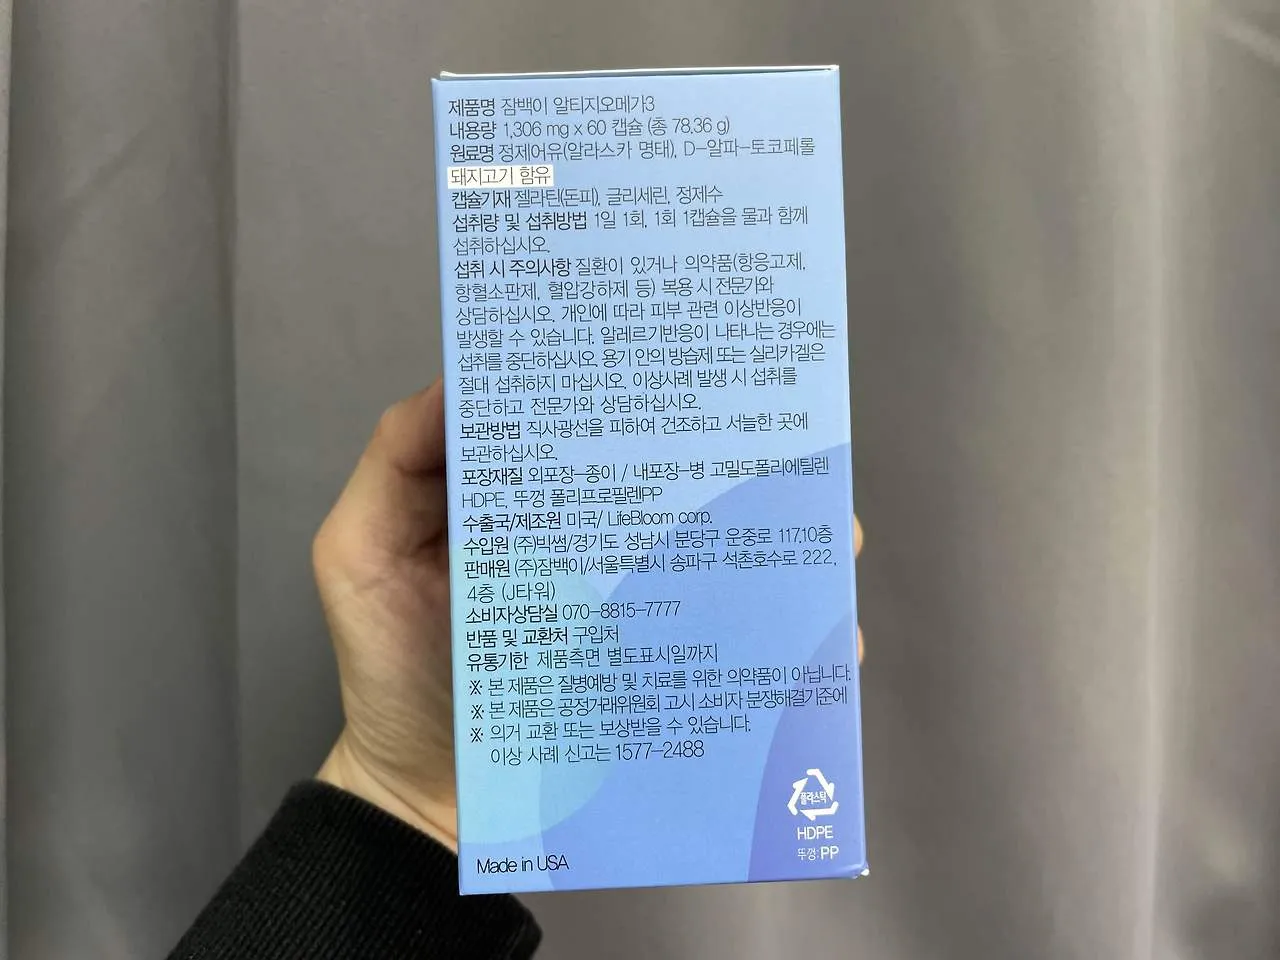 제품명 잠백이 알티지오메가3
내용량 1,306 mg x 60 캡슐 (총 78.36 g)
원료명 정제어유(알라스카 명태), D-알파-토코페롤
돼지고기 함유
캡슐기재 젤라틴(돈피), 글리세린, 정제수
섭취량 및 섭취방법 1일 1회, 1회 1캡슐을 물과 함께
섭취하십시오.
섭취 시 주의사항 질환이 있거나 의약품(항응고제,
항혈소판제, 혈압강하제 등) 복용 시 전문가와
상담하십시오. 개인에 따라 피부 관련 이상반응이
발생할 수 있습니다. 알레르기반응이 나타나는 경우에는
섭취를 중단하십시오. 용기 안의 방습제 또는 실리카겔은
절대 섭취하지 마십시오. 이상사례 발생 시 섭취를
중단하고 전문가와 상담하십시오.
보관방법 직사광선을 피하여 건조하고 서늘한 곳에
보관하십시오.
포장재질 외포장-종이 / 내포장-병 고밀도폴리에틸렌
HDPE, 뚜껑 폴리프로필렌PP
수출국/제조원 미국/ LifeBloom corp.
수입원 (주)빅썸/경기도 성남시 분당구 운중로 117,10층
판매원 (주)잠백이/서울특별시 송파구 석촌호수로 222,
4층 (J타워)
소비자상담실 070-8815-7777
반품 및 교환처 구입처
유통기한 제품측면 별도표시일까지
※ 본 제품은 질병예방 및 치료를 위한 의약품이 아닙니다.
※ 본 제품은 공정거래위원회 고시 소비자 분쟁해결기준에
※ 의거 교환 또는 보상받을 수 있습니다.
이상 사례 신고는 1577-2488
플라스틱
HDPE
뚜껑:PP
Made in USA